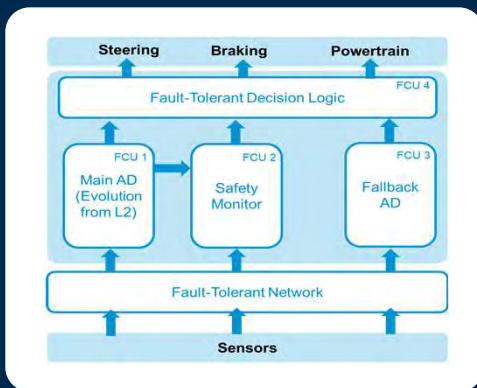 Steering Braking Powertrain
FCU 4
Fault-Tolerant Decision Logic
FCU 1
Main AD
(Evolution
from L2)
FCU 2
Safety
Monitor
FCU 3
Fallback
AD
Fault-Tolerant Network
Sensors